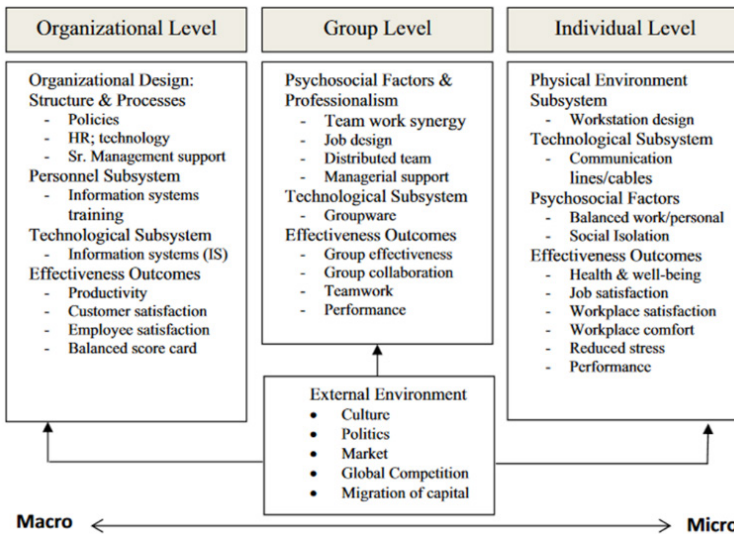 Organizational Level
Organizational Design:
Structure & Processes
- Policies
- HR; technology
- Sr. Management support
Personnel Subsystem
- Information systems
training
Technological Subsystem
- Information systems (IS)
Effectiveness Outcomes
- Productivity
- Customer satisfaction
- Employee satisfaction
- Balanced score card
Group Level
Psychosocial Factors &
Professionalism
- Team work synergy
- Job design
- Distributed team
- Managerial support
Technological Subsystem
- Groupware
Effectiveness Outcomes
- Group effectiveness
- Group collaboration
- Teamwork
- Performance
Individual Level
Physical Environment
Subsystem
- Workstation design
Technological Subsystem
- Communication
lines/cables
Psychosocial Factors
- Balanced work/personal
- Social Isolation
Effectiveness Outcomes
- Health & well-being
- Job satisfaction
- Workplace satisfaction
- Workplace comfort
- Reduced stress
- Performance
External Environment
• Culture
• Politics
• Market
• Global Competition
• Migration of capital
Macro
Micro